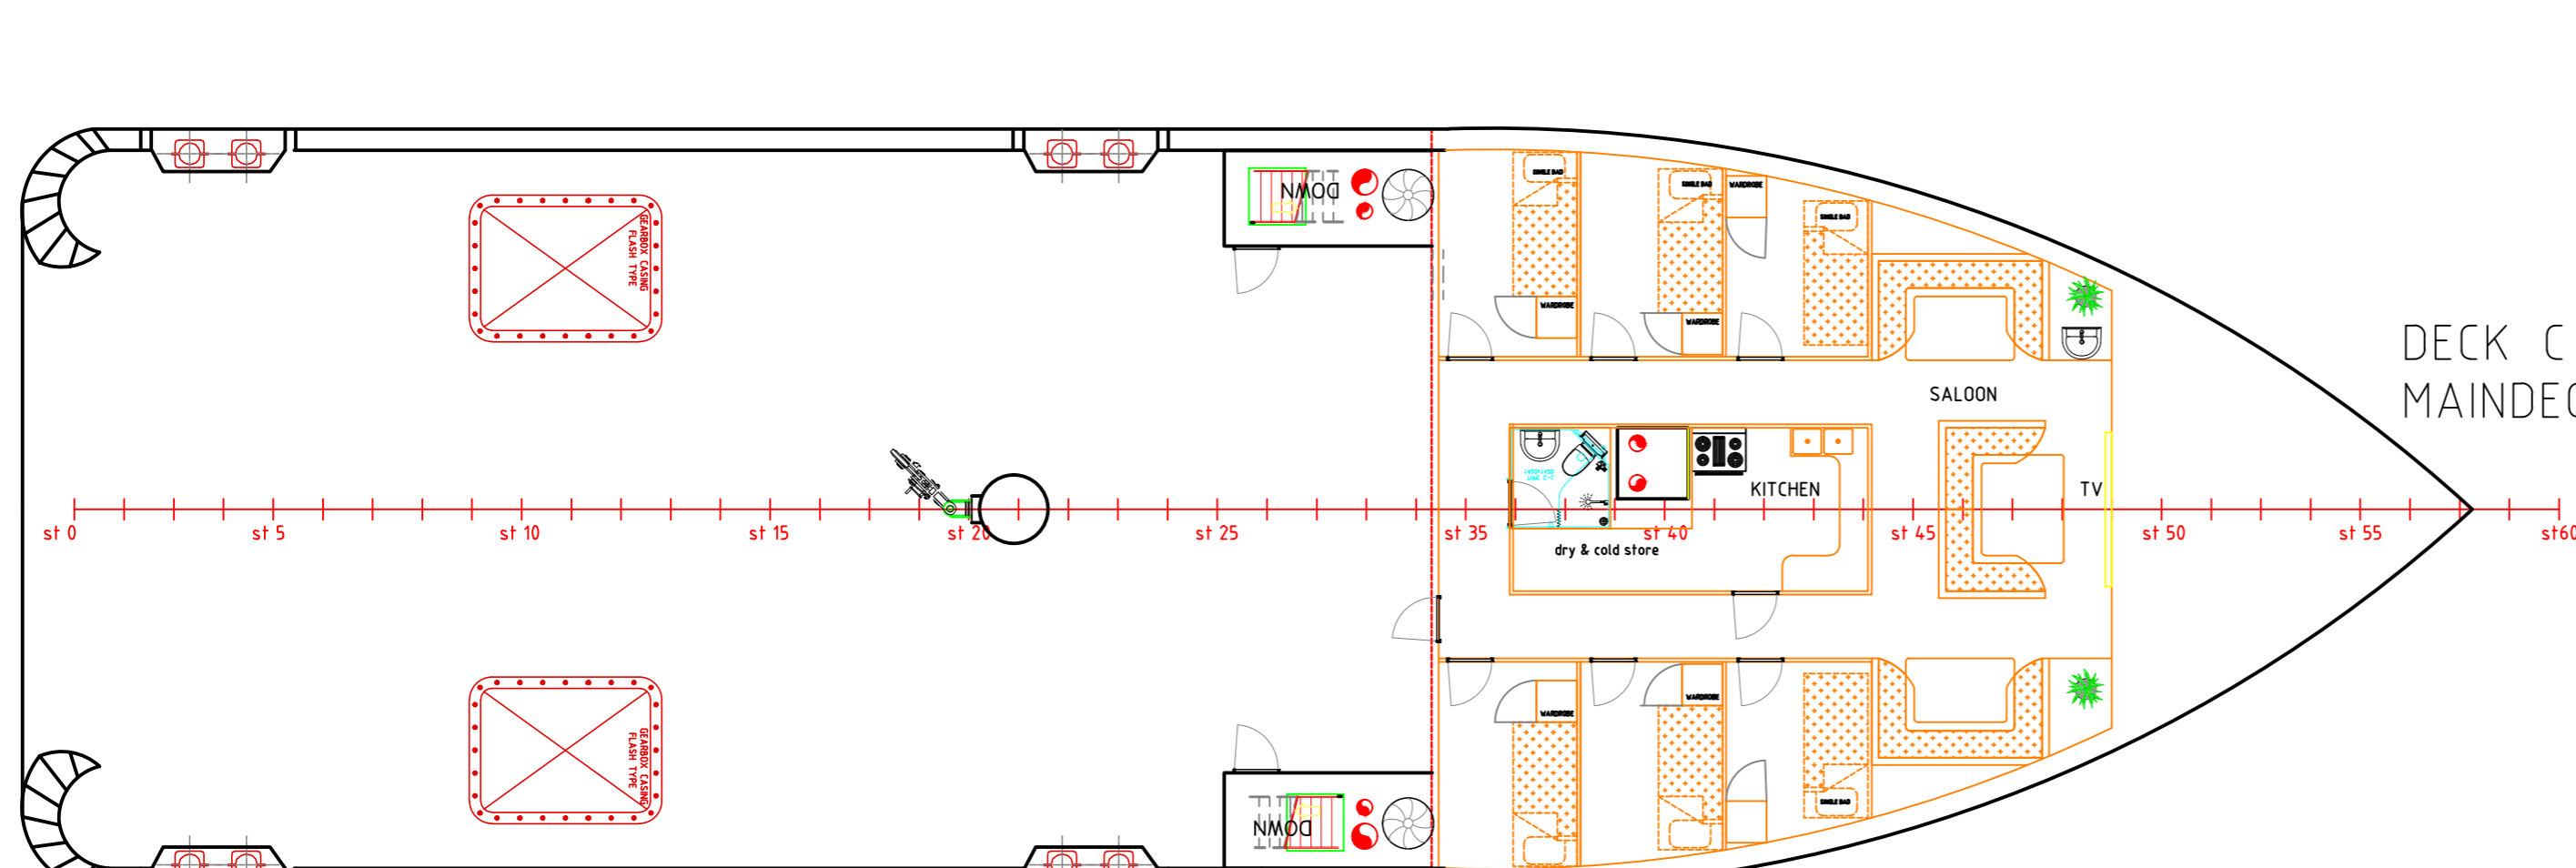 DOWN
SINGLE BAD
SINGLE BAD
WARDROBE
SINGLE BAD
GEARBOX CASING
FLASH TYPE
WARDROBE
WARDROBE
DECK C
MAINDEC
SALOON
KITCHEN
TV
st 0
st 5
st 10
st 15
st 20
st 25
st 35
st 40
st 45
st 50
st 55
st60
dry & cold store
WARDROBE
WARDROBE
GEARBOX CASING
FLASH TYPE
SINGLE BAD
DOWN